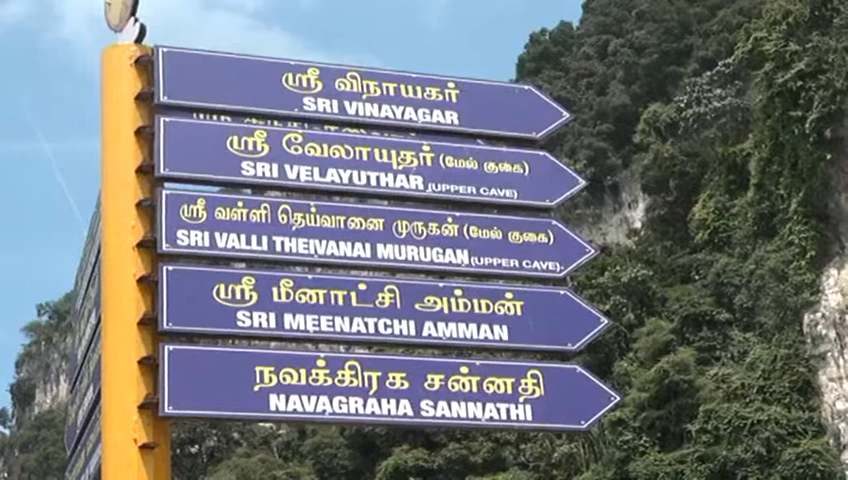 ஸ்ரீ விநாயகர்
SRI VINAYAGAR
ஸ்ரீ வேலாயுதர் (மேல் குகை)
SRI VELAYUTHAR (UPPER CAVE)
ஸ்ரீ வள்ளி தெய்வானை முருகன் (மேல் குகை)
SRI VALLI THEIVANAI MURUGAN (UPPER CAVE)
ஸ்ரீ மீனாட்சி அம்மன்
SRI MEENATCHI AMMAN
நவக்கிரக சன்னதி
NAVAGRAHA SANNATHI